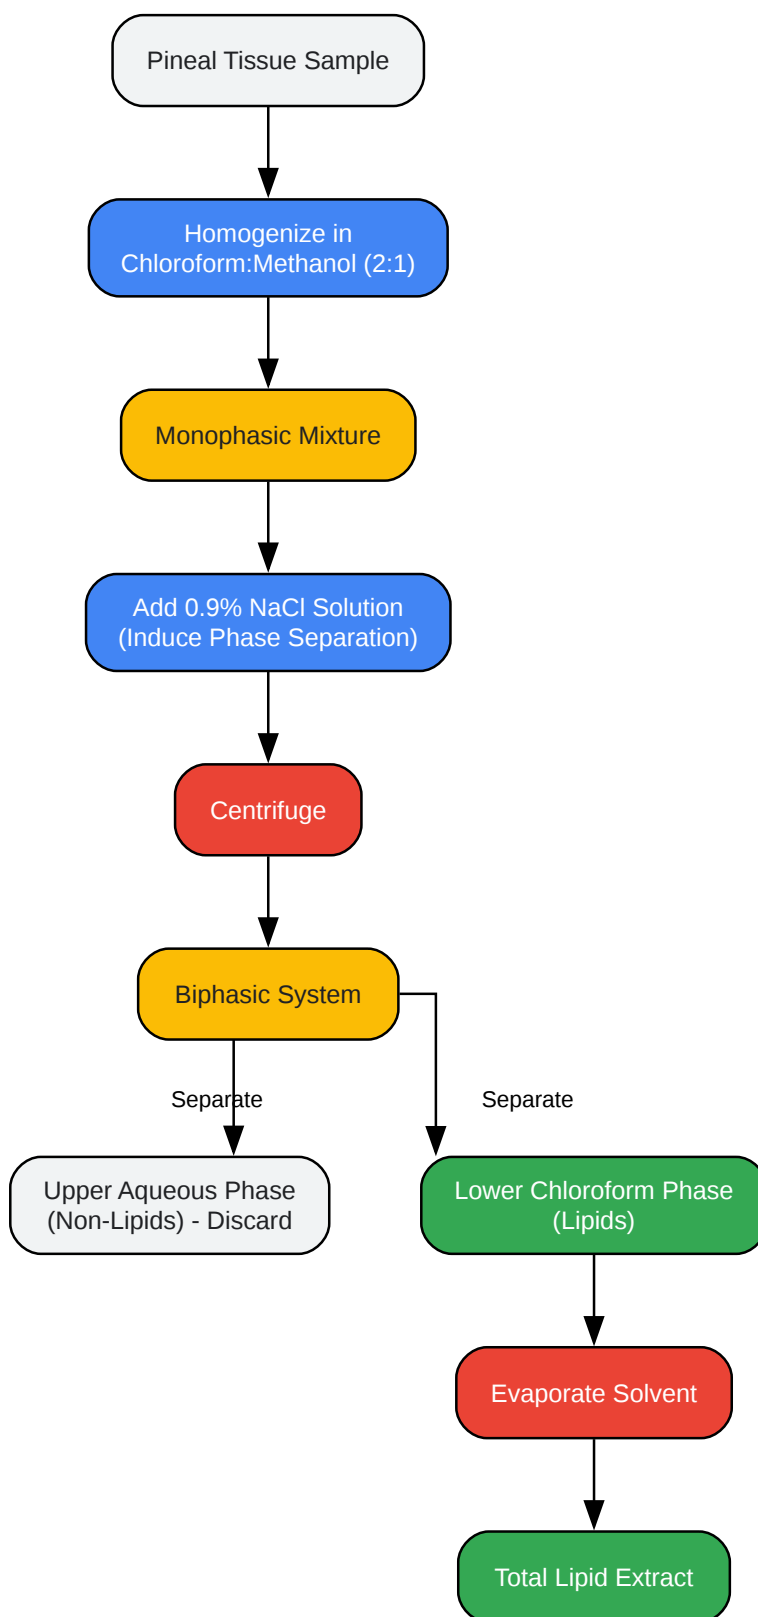 Pineal Tissue Sample
Homogenize in
Chloroform:Methanol (2:1)
Monophasic Mixture
Add 0.9% NaCl Solution
(Induce Phase Separation)
Centrifuge
Biphasic System
Separate
Separate
Upper Aqueous Phase
(Non-Lipids) - Discard
Lower Chloroform Phase
(Lipids)
Evaporate Solvent
Total Lipid Extract